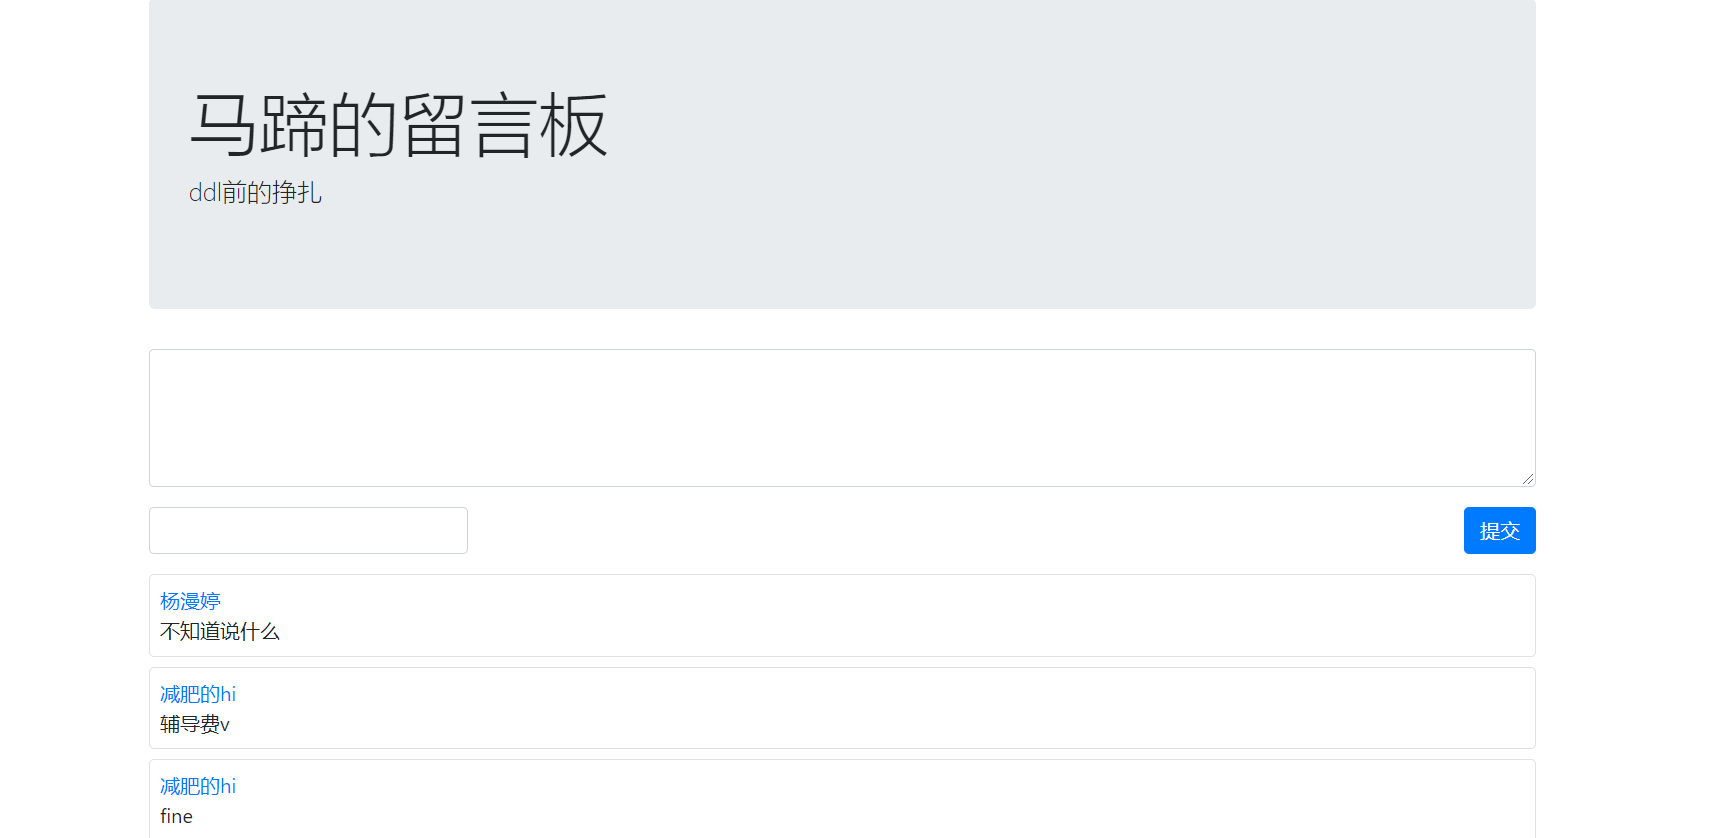 马蹄的留言板
ddl前的挣扎
提交
杨漫婷
不知道说什么
减肥的hi
辅导费v
减肥的hi
fine